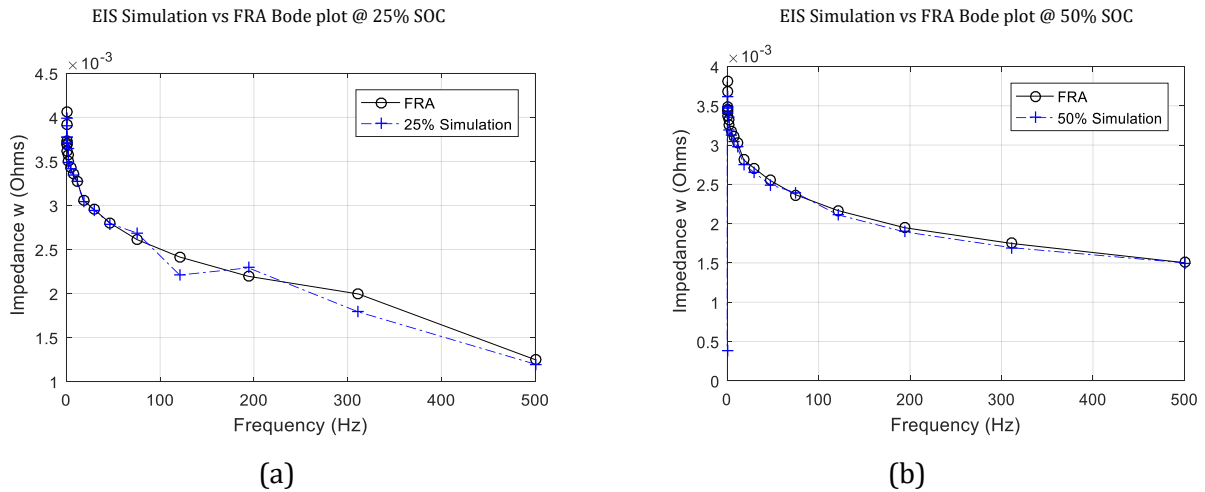 EIS Simulation vs FRA Bode plot @ 25% SOC
×10⁻³
4.5
4
3.5
3
2.5
2
1.5
1
Impedance w (Ohms)
FRA
25% Simulation
0 100 200 300 400 500
Frequency (Hz)
(a)
EIS Simulation vs FRA Bode plot @ 50% SOC
×10⁻³
4
3.5
3
2.5
2
1.5
1
0.5
0
Impedance w (Ohms)
FRA
50% Simulation
0 100 200 300 400 500
Frequency (Hz)
(b)